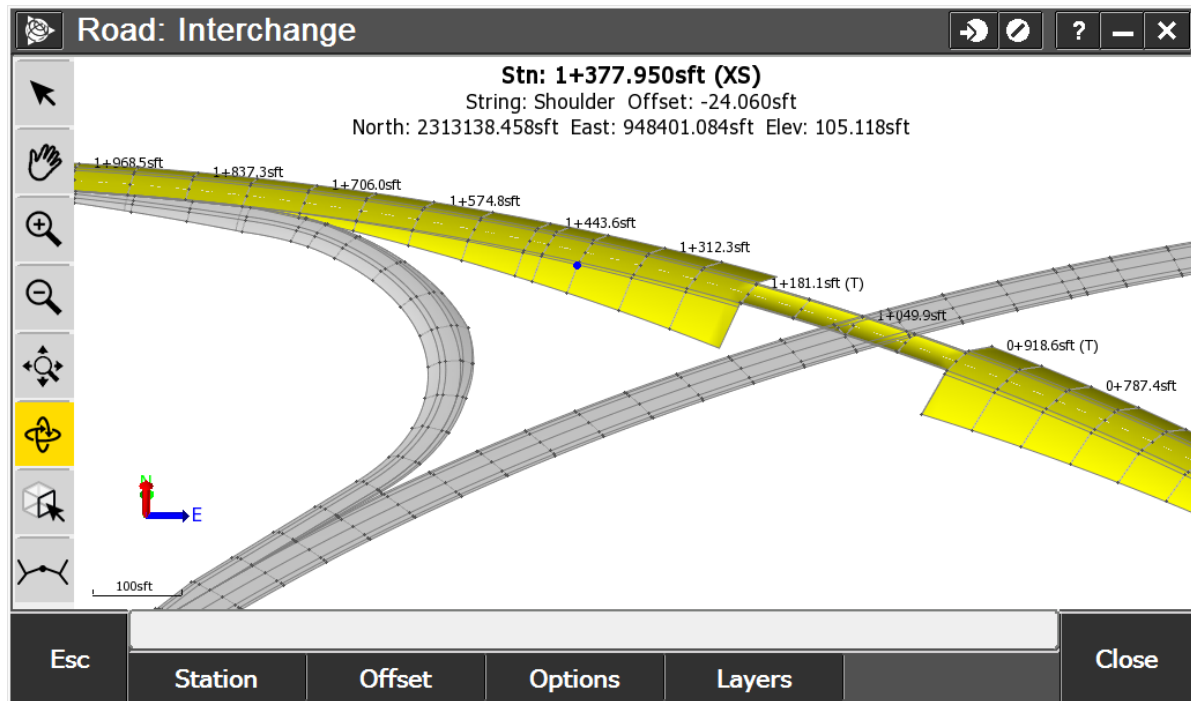 Road: Interchange
?
Stn: 1+377.950sft (XS)
String: Shoulder Offset: -24.060sft
North: 2313138.458sft East: 948401.084sft Elev: 105.118sft
1+968.5sft
1+837.3sft
1+706.0sft
1+574.8sft
1+443.6sft
1+312.3sft
1+181.1sft (T)
1+049.9sft
0+918.6sft (T)
0+787.4sft
N
E
100sft
Esc
Station
Offset
Options
Layers
Close